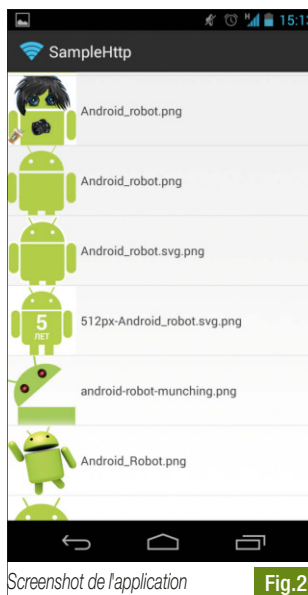 H
15:13
SampleHttp
Android_robot.png
Android_robot.png
Android_robot.svg.png
5
ЛЕТ
512px-Android_robot.svg.png
android-robot-munching.png
Android_Robot.png
Screenshot de l'application
Fig.2